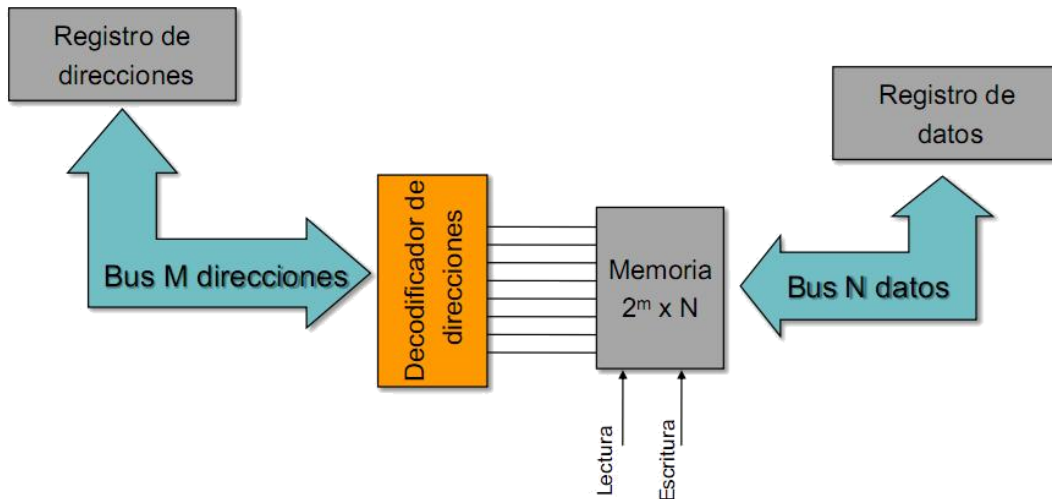 Registro de
direcciones
Registro de
datos
Bus M direcciones
Decodificador de
direcciones
Memoria
2ᵐ x N
Bus N datos
Lectura
Escritura